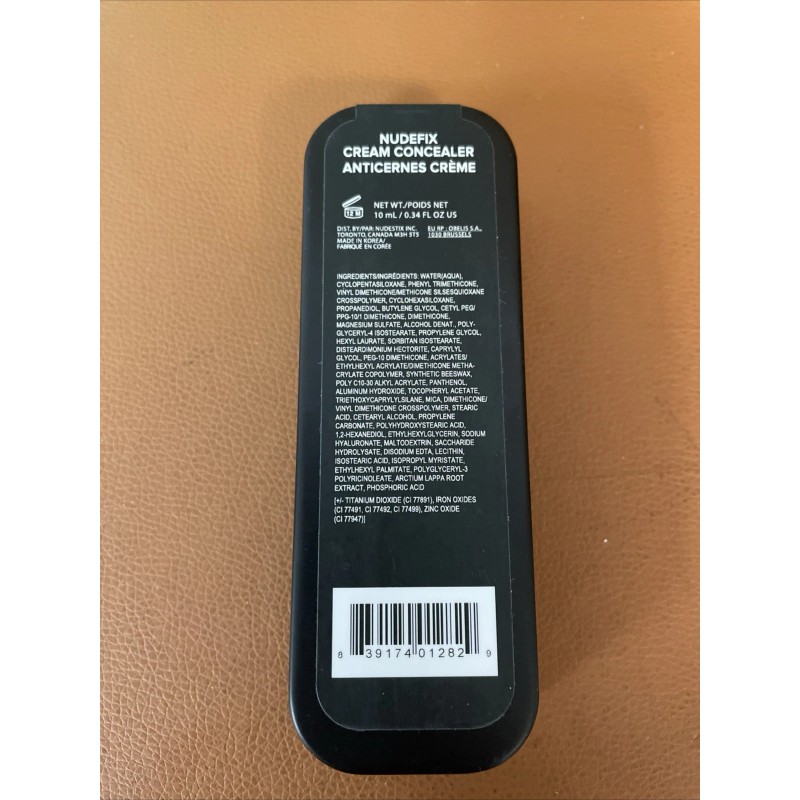 NUDEFIX
CREAM CONCEALER
ANTICERNES CRÈME
12 M
NET WT./POIDS NET
10 mL / 0.34 FL OZ US
DIST. BY/PAR: NUDESTIX INC.
TORONTO, CANADA M3H 5T5
MADE IN KOREA/
FABRIQUÉ EN CORÉE
EU RP : OBELIS S.A.,
1030 BRUSSELS
INGREDIENTS/INGRÉDIENTS: WATER(AQUA),
CYCLOPENTASILOXANE, PHENYL TRIMETHICONE,
VINYL DIMETHICONE/METHICONE SILSESQUIOXANE
CROSSPOLYMER, CYCLOHEXASILOXANE,
PROPANEDIOL, BUTYLENE GLYCOL, CETYL PEG/
PPG-10/1 DIMETHICONE, DIMETHICONE,
MAGNESIUM SULFATE, ALCOHOL DENAT., POLY-
GLYCERYL-4 ISOSTEARATE, PROPYLENE GLYCOL,
HEXYL LAURATE, SORBITAN ISOSTEARATE,
DISTEARDIMONIUM HECTORITE, CAPRYLYL
GLYCOL, PEG-10 DIMETHICONE, ACRYLATES/
ETHYLHEXYL ACRYLATE/DIMETHICONE METHA-
CRYLATE COPOLYMER, SYNTHETIC BEESWAX,
POLY C10-30 ALKYL ACRYLATE, PANTHENOL,
ALUMINUM HYDROXIDE, TOCOPHERYL ACETATE,
TRIETHOXYCAPRYLYLSILANE, MICA, DIMETHICONE/
VINYL DIMETHICONE CROSSPOLYMER, STEARIC
ACID, CETEARYL ALCOHOL, PROPYLENE
CARBONATE, POLYHYDROXYSTEARIC ACID,
1,2-HEXANEDIOL, ETHYLHEXYLGLYCERIN, SODIUM
HYALURONATE, MALTODEXTRIN, SACCHARIDE
HYDROLYSATE, DISODIUM EDTA, LECITHIN,
ISOSTEARIC ACID, ISOPROPYL MYRISTATE,
ETHYLHEXYL PALMITATE, POLYGLYCERYL-3
POLYRICINOLEATE, ARCTIUM LAPPA ROOT
EXTRACT, PHOSPHORIC ACID
[+/- TITANIUM DIOXIDE (CI 77891), IRON OXIDES
(CI 77491, CI 77492, CI 77499), ZINC OXIDE
(CI 77947)]
8 39174 01282 9